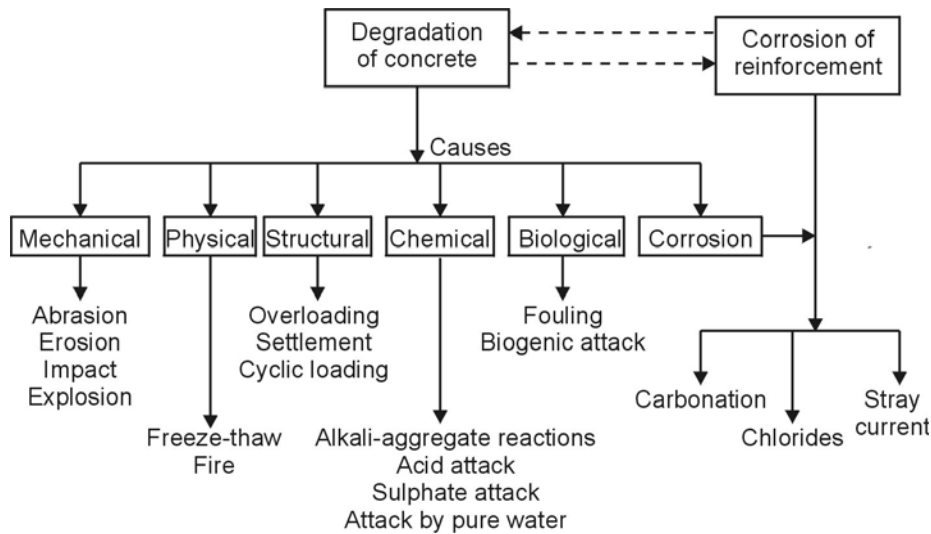 Degradation
of concrete
Corrosion of
reinforcement
Causes
Mechanical
Physical
Structural
Chemical
Biological
Corrosion
Abrasion
Erosion
Impact
Explosion
Freeze-thaw
Fire
Overloading
Settlement
Cyclic loading
Alkali-aggregate reactions
Acid attack
Sulphate attack
Attack by pure water
Fouling
Biogenic attack
Carbonation
Chlorides
Stray
current